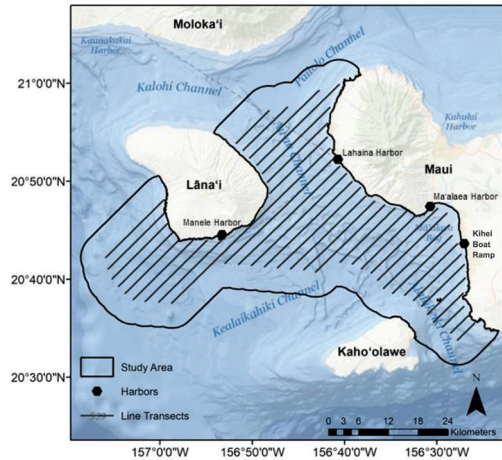 Moloka'i
Kaunakakai
Harbor
Pailolo Channel
21°0'0"N
Kalohi Channel
Kahului
Harbor
Lahaina Harbor
Maui
20°50'0"N
Lāna'i
Ma'alaea Harbor
Manele Harbor
Kihei
Boat
Ramp
20°40'0"N
Kealaikahiki Channel
Kaho'olawe
20°30'0"N
Study Area
Harbors
Line Transects
N
0 3 6 12 18 24
Kilometers
157°0'0"W
156°50'0"W
156°40'0"W
156°30'0"W